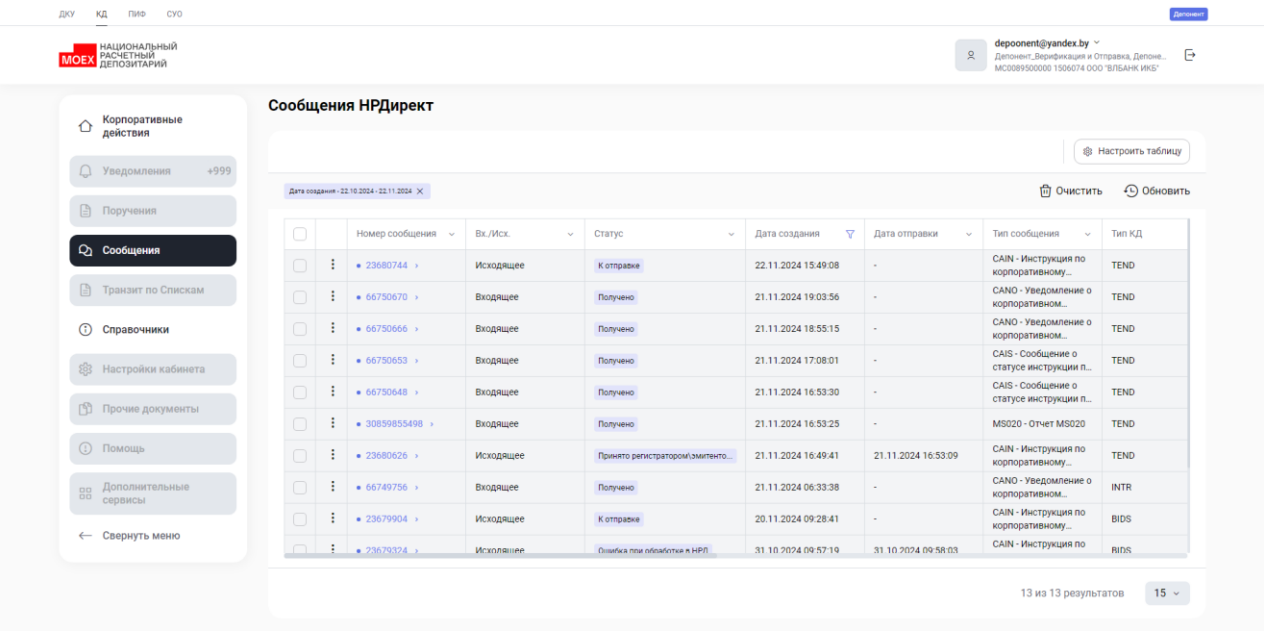 ДКУ КД ПИФ СУО
Депонент
MOEX НАЦИОНАЛЬНЫЙ
РАСЧЕТНЫЙ
ДЕПОЗИТАРИЙ
depoonent@yandex.by
Депонент_Верификация и Отправка, Депоне...
MC0089500000 1506074 ООО "ВЛБАНК ИКБ"
Корпоративные
действия
Уведомления +999
Поручения
Сообщения
Транзит по Спискам
Справочники
Настройки кабинета
Прочие документы
Помощь
Дополнительные
сервисы
Свернуть меню
Сообщения НРДирект
Настроить таблицу
Дата создания - 22.10.2024 - 22.11.2024
Очистить Обновить
Номер сообщения Вх./Исх. Статус Дата создания Дата отправки Тип сообщения Тип КД
23680744 Исходящее К отправке 22.11.2024 15:49:08 - CAIN - Инструкция по
корпоративному... TEND
66750670 Входящее Получено 21.11.2024 19:03:56 - CANO - Уведомление о
корпоративном... TEND
66750666 Входящее Получено 21.11.2024 18:55:15 - CANO - Уведомление о
корпоративном... TEND
66750653 Входящее Получено 21.11.2024 17:08:01 - CAIS - Сообщение о
статусе инструкции п... TEND
66750648 Входящее Получено 21.11.2024 16:53:30 - CAIS - Сообщение о
статусе инструкции п... TEND
30859855498 Входящее Получено 21.11.2024 16:53:25 - MS020 - Отчет MS020 TEND
23680626 Исходящее Принято регистратором\эмитенто... 21.11.2024 16:49:41 21.11.2024 16:53:09 CAIN - Инструкция по
корпоративному... TEND
66749756 Входящее Получено 21.11.2024 06:33:38 - CANO - Уведомление о
корпоративном... INTR
23679904 Исходящее К отправке 20.11.2024 09:28:41 - CAIN - Инструкция по
корпоративному... BIDS
23679324 Исходящее Ошибка при обработке в НРД 31.10.2024 09:57:19 31.10.2024 09:58:03 CAIN - Инструкция по
BIDS
13 из 13 результатов 15